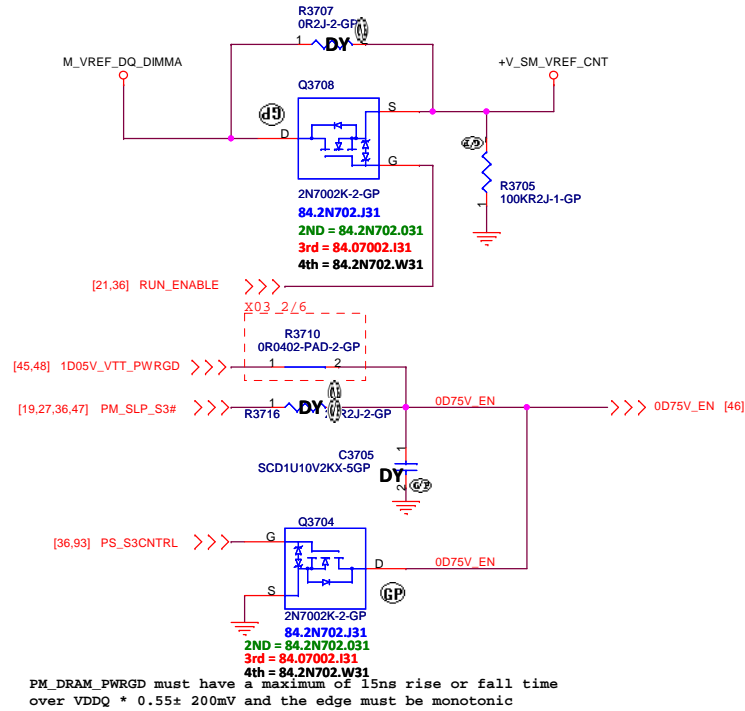 R3707
0R2J-2-GP
1
DY
M_VREF_DQ_DIMMA
+V_SM_VREF_CNT
Q3708
GP
D
S
G
G/P
R3705
100KR2J-1-GP
1
2N7002K-2-GP
84.2N702.J31
2ND = 84.2N702.031
3rd = 84.07002.I31
4th = 84.2N702.W31
[21,36] RUN_ENABLE
X03 2/6
R3710
0R0402-PAD-2-GP
[45,48] 1D05V_VTT_PWRGD
1
2
[19,27,36,47] PM_SLP_S3#
1
DY
R3716
R2J-2-GP
0D75V_EN
0D75V_EN [46]
C3705
SCD1U10V2KX-5GP
1
DY
2
G/P
Q3704
[36,93] PS_S3CNTRL
G
D
S
0D75V_EN
GP
2N7002K-2-GP
84.2N702.J31
2ND = 84.2N702.031
3rd = 84.07002.I31
4th = 84.2N702.W31
PM_DRAM_PWRGD must have a maximum of 15ns rise or fall time
over VDDQ * 0.55± 200mV and the edge must be monotonic